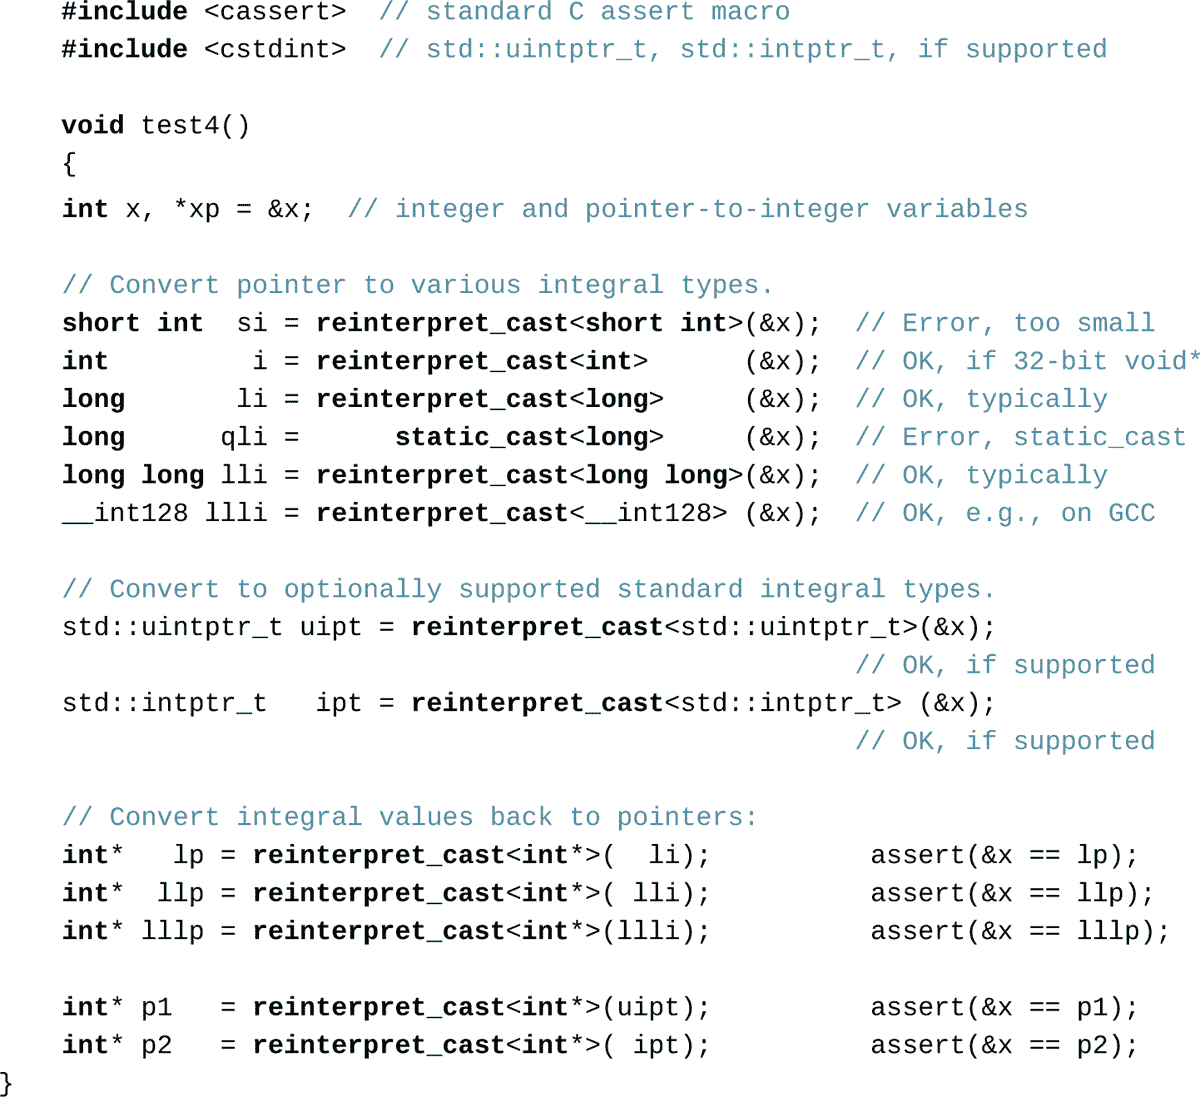 #include <cassert>  // standard C assert macro
#include <cstdint>  // std::uintptr_t, std::intptr_t, if supported

void test4()
{
int x, *xp = &x;  // integer and pointer-to-integer variables

// Convert pointer to various integral types.
short int  si = reinterpret_cast<short int>(&x);  // Error, too small
int         i = reinterpret_cast<int>      (&x);  // OK, if 32-bit void*
long       li = reinterpret_cast<long>     (&x);  // OK, typically
long      qli =      static_cast<long>     (&x);  // Error, static_cast
long long lli = reinterpret_cast<long long>(&x);  // OK, typically
__int128 llli = reinterpret_cast<__int128> (&x);  // OK, e.g., on GCC

// Convert to optionally supported standard integral types.
std::uintptr_t uipt = reinterpret_cast<std::uintptr_t>(&x);
                                                  // OK, if supported
std::intptr_t   ipt = reinterpret_cast<std::intptr_t> (&x);
                                                  // OK, if supported

// Convert integral values back to pointers:
int*   lp = reinterpret_cast<int*>(  li);          assert(&x == lp);
int*  llp = reinterpret_cast<int*>( lli);          assert(&x == llp);
int* lllp = reinterpret_cast<int*>(llli);          assert(&x == lllp);

int* p1   = reinterpret_cast<int*>(uipt);          assert(&x == p1);
int* p2   = reinterpret_cast<int*>( ipt);          assert(&x == p2);
}